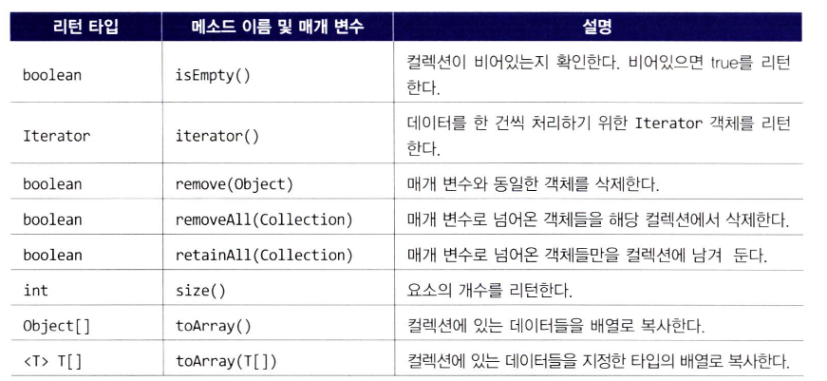 리턴 타입 메소드 이름 및 매개 변수 설명
boolean isEmpty() 컬렉션이 비어있는지 확인한다. 비어있으면 true를 리턴
한다.
Iterator iterator() 데이터를 한 건씩 처리하기 위한 Iterator 객체를 리턴
한다.
boolean remove(Object) 매개 변수와 동일한 객체를 삭제한다.
boolean removeAll(Collection) 매개 변수로 넘어온 객체들을 해당 컬렉션에서 삭제한다.
boolean retainAll(Collection) 매개 변수로 넘어온 객체들만을 컬렉션에 남겨 둔다.
int size() 요소의 개수를 리턴한다.
Object[] toArray() 컬렉션에 있는 데이터들을 배열로 복사한다.
<T> T[] toArray(T[]) 컬렉션에 있는 데이터들을 지정한 타입의 배열로 복사한다.